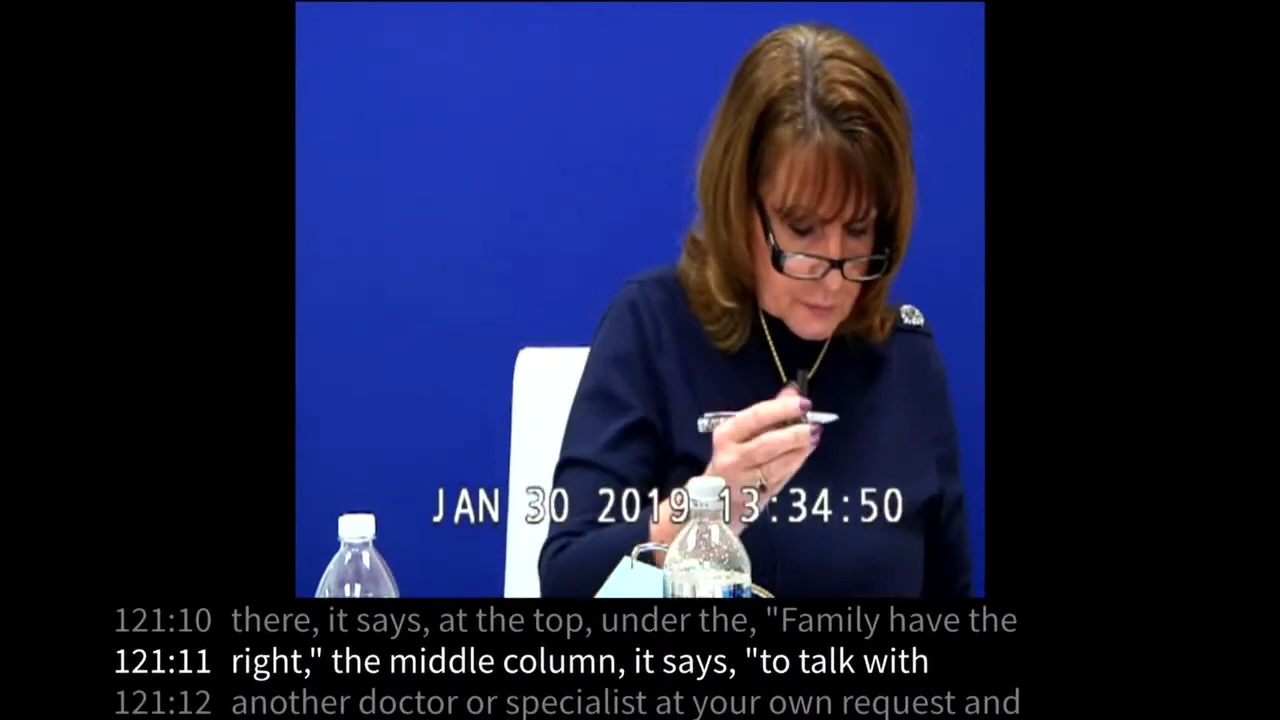 JAN 30 2019 13:34:50
121:10 there, it says, at the top, under the, "Family have the
121:11 right," the middle column, it says, "to talk with
121:12 another doctor or specialist at your own request and